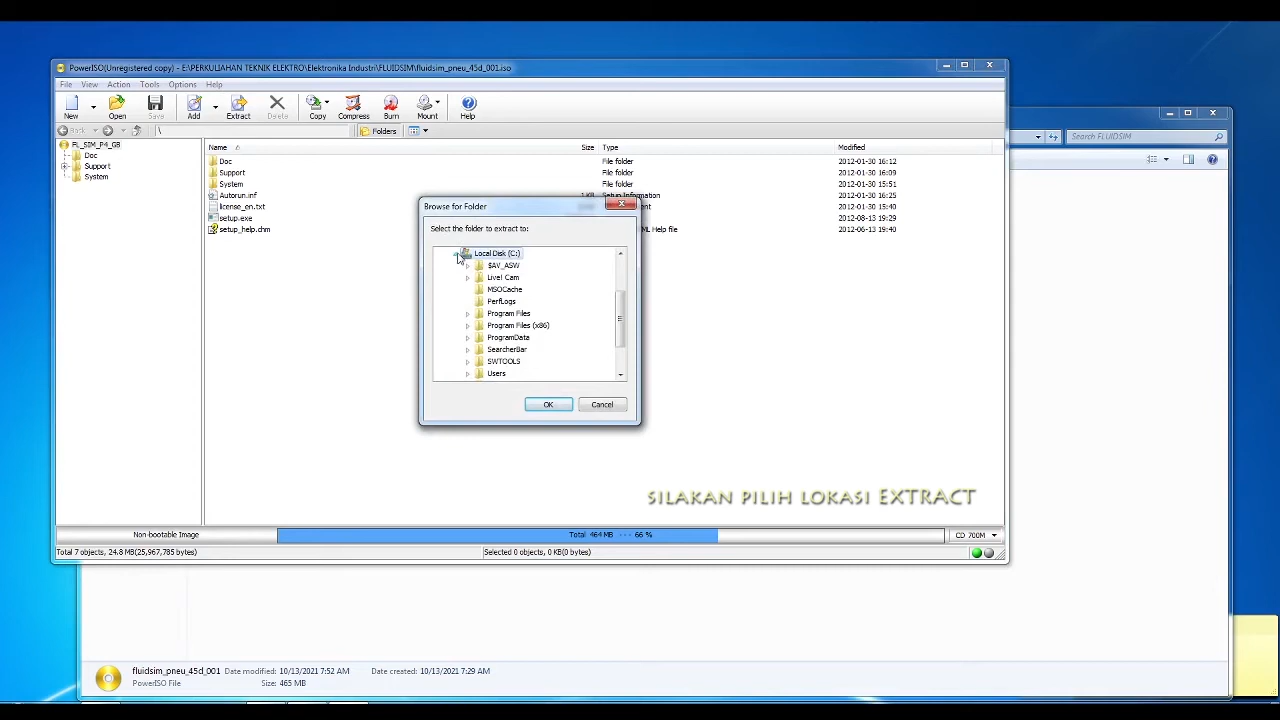 PowerISO(Unregistered copy) - E:\PERKULIAHAN TEKNIK ELEKTRO\Elektronika Industri\FLUIDSIM\fluidsim_pneu_45d_001.iso
File View Action Tools Options Help
New Open Save Add Extract Delete Copy Compress Burn Mount Help
Back \ Folders
Search FLUIDSIM
FL_SIM_P4_GB
Doc
Support
System
Name Size Type Modified
Doc File folder 2012-01-30 16:12
Support File folder 2012-01-30 16:09
System File folder 2012-01-30 15:51
Autorun.inf 1 KB Setup Information 2012-01-30 16:25
license_en.txt 2012-01-30 15:40
setup.exe 2012-08-13 19:29
setup_help.chm 2012-06-13 19:40
Browse for Folder
Select the folder to extract to:
Local Disk (C:)
$AV_ASW
Live! Cam
MSOCache
PerfLogs
Program Files
Program Files (x86)
ProgramData
SearcherBar
SWTOOLS
Users
OK Cancel
SILAKAN PILIH LOKASI EXTRACT
Non-bootable Image Total 464 MB --- 66 % CD 700M
Total 7 objects, 24.8 MB(25,967,785 bytes) Selected 0 objects, 0 KB(0 bytes)
fluidsim_pneu_45d_001 Date modified: 10/13/2021 7:52 AM Date created: 10/13/2021 7:29 AM
PowerISO File Size: 465 MB